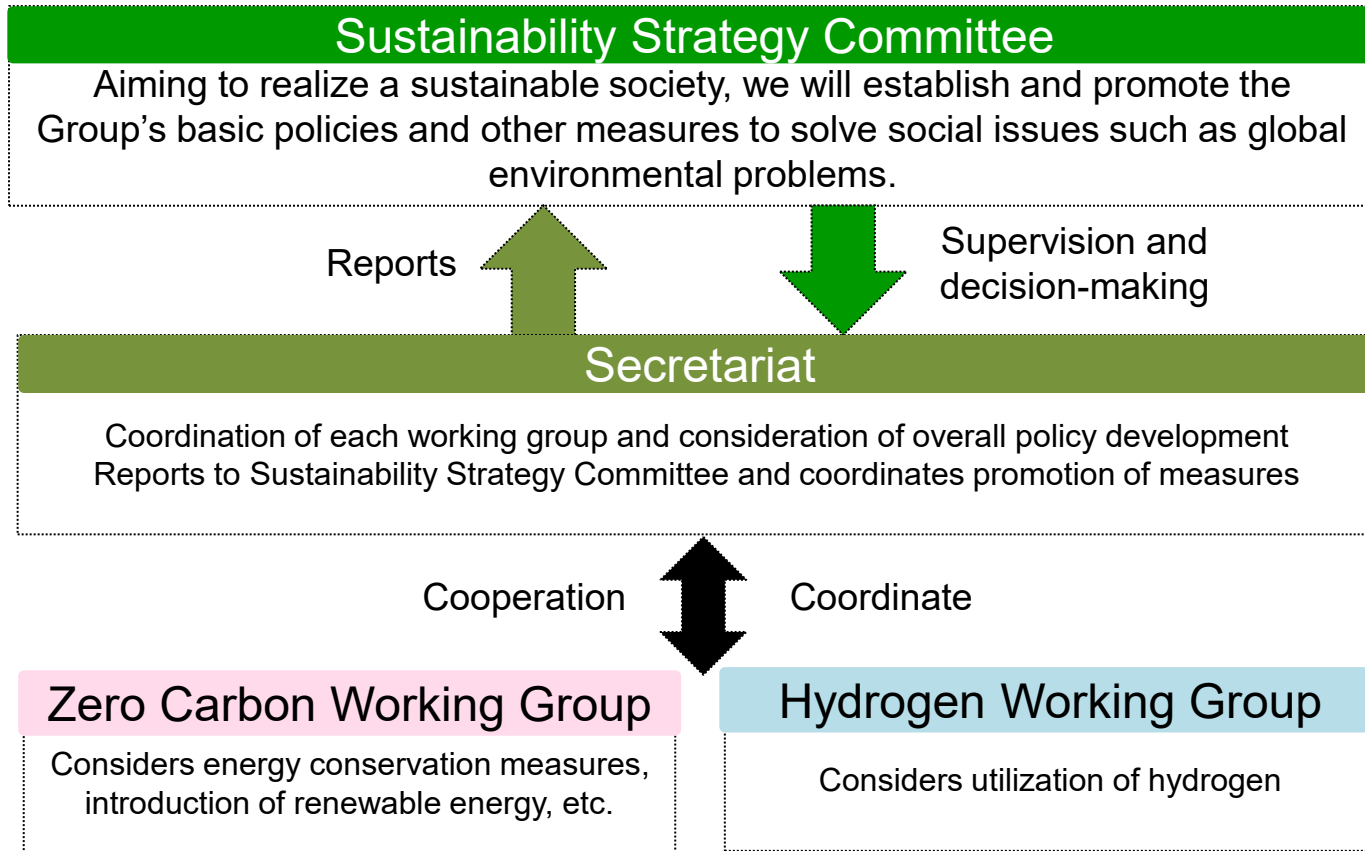 Sustainability Strategy Committee
Aiming to realize a sustainable society, we will establish and promote the
Group's basic policies and other measures to solve social issues such as global
environmental problems.
Reports
Supervision and
decision-making
Secretariat
Coordination of each working group and consideration of overall policy development
Reports to Sustainability Strategy Committee and coordinates promotion of measures
Cooperation
Coordinate
Zero Carbon Working Group
Considers energy conservation measures,
introduction of renewable energy, etc.
Hydrogen Working Group
Considers utilization of hydrogen